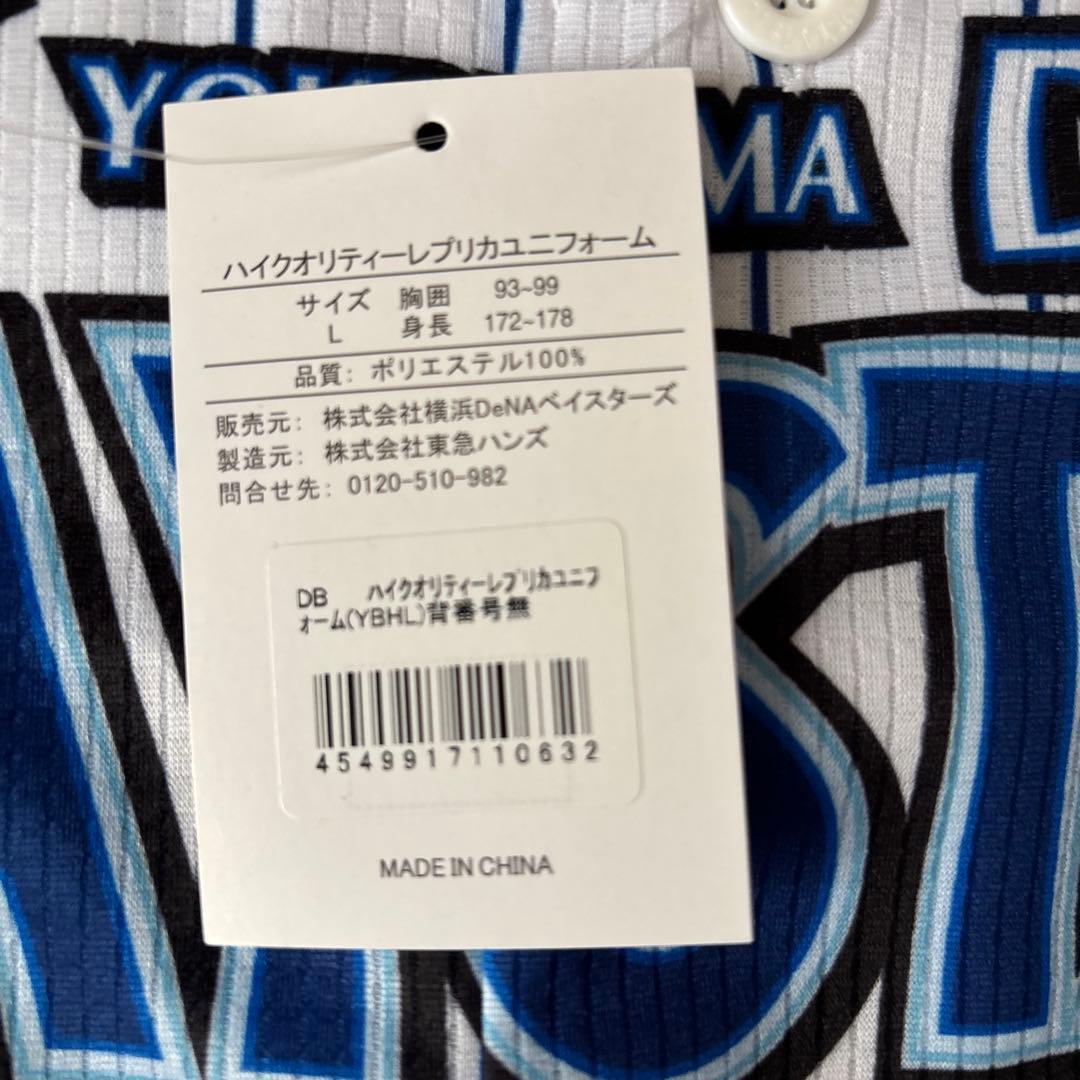 ハイクオリティーレプリカユニフォーム
サイズ 胸囲 93~99
L 身長 172~178
品質: ポリエステル100%
販売元: 株式会社横浜DeNAベイスターズ
製造元: 株式会社東急ハンズ
問合せ先: 0120-510-982
DB ハイクオリティーレプリカユニフ
ォーム(YBHL)背番号無
4549917110632
MADE IN CHINA